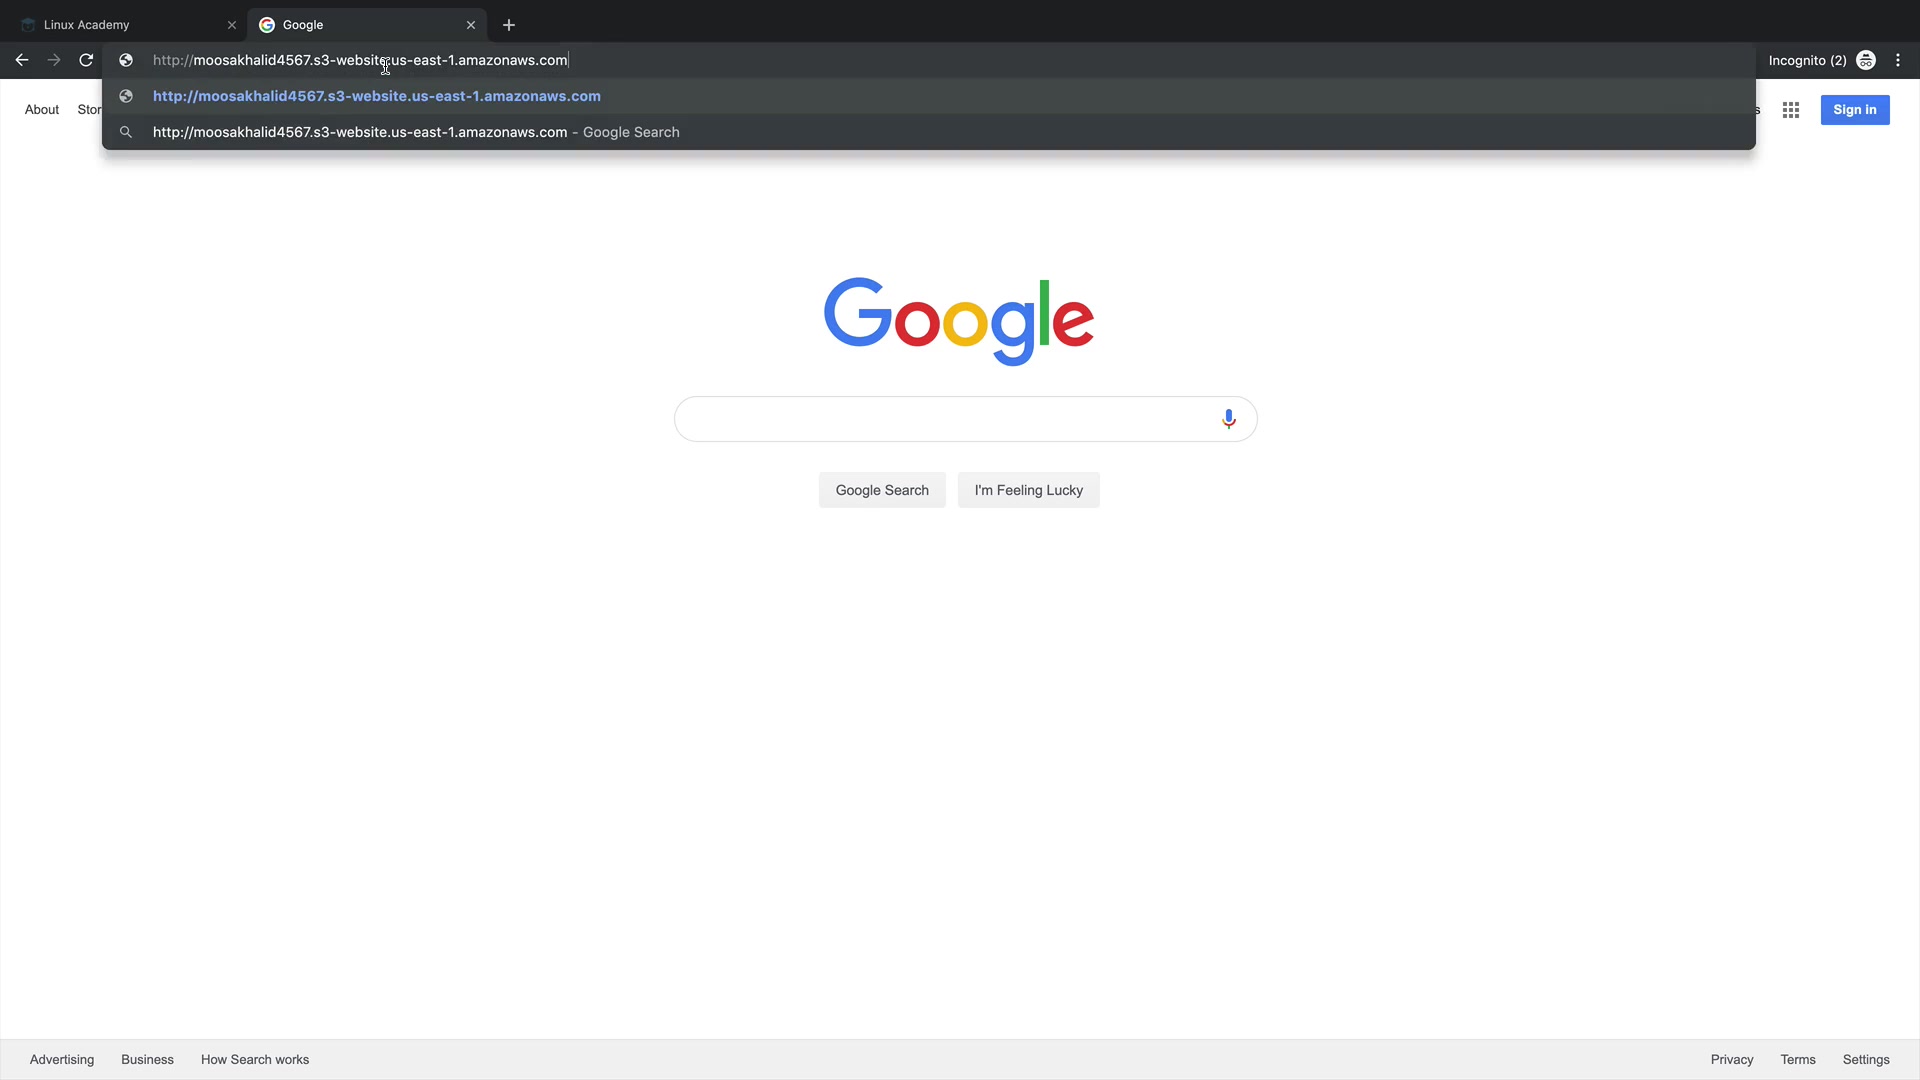 Linux Academy
Google
http://moosakhalid4567.s3-website.us-east-1.amazonaws.com
Incognito (2)
http://moosakhalid4567.s3-website.us-east-1.amazonaws.com
http://moosakhalid4567.s3-website.us-east-1.amazonaws.com - Google Search
About
Stor
s
Sign in
Google
Google Search
I'm Feeling Lucky
Advertising
Business
How Search works
Privacy
Terms
Settings